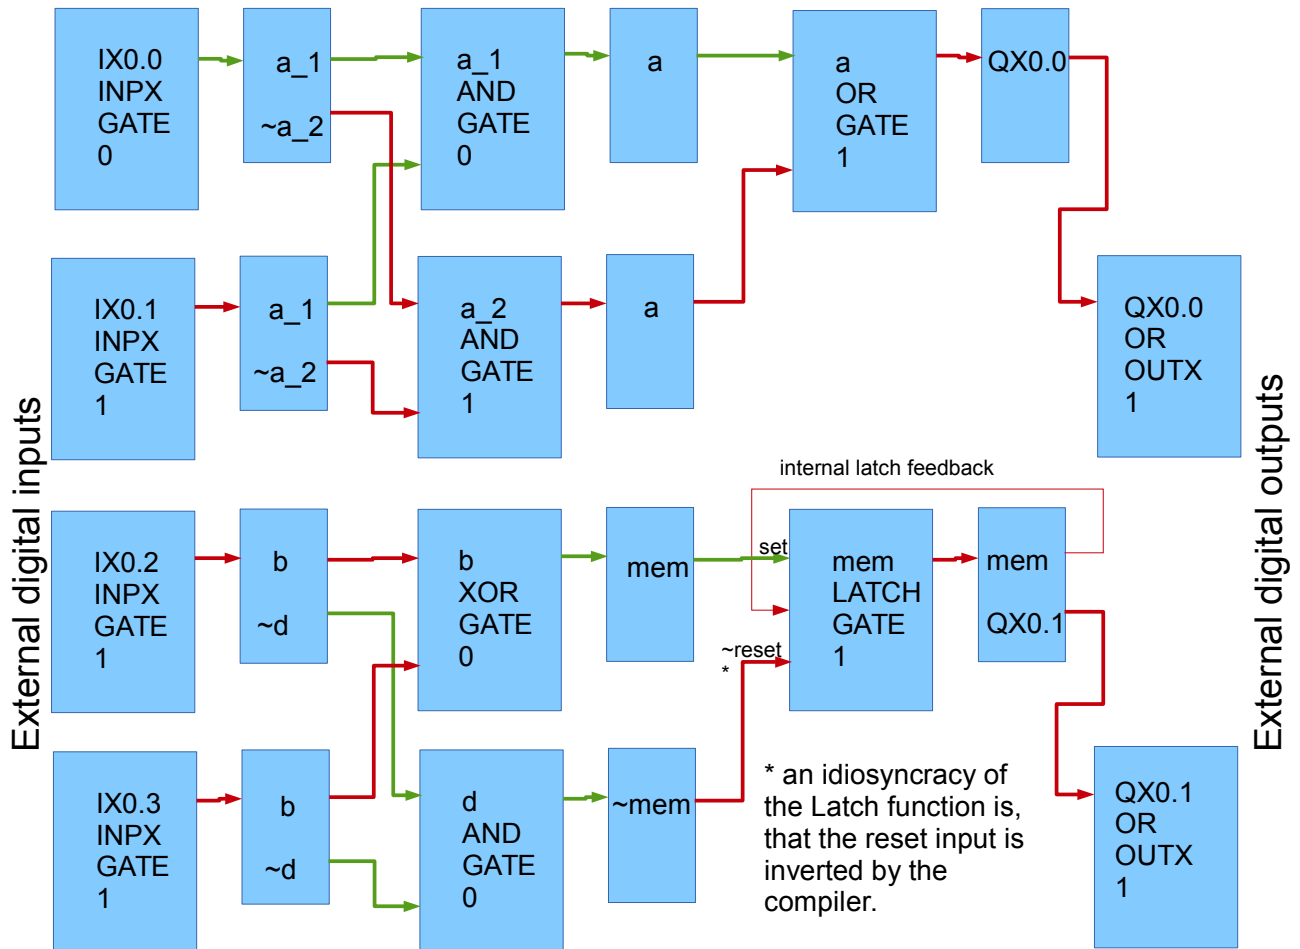 External digital inputs
IX0.0
INPX
GATE
0
a_1
~a_2
a_1
AND
GATE
0
a
a
OR
GATE
1
QX0.0
IX0.1
INPX
GATE
1
a_1
~a_2
a_2
AND
GATE
1
a
QX0.0
OR
OUTX
1
External digital outputs
internal latch feedback
IX0.2
INPX
GATE
1
b
~d
b
XOR
GATE
0
mem
set
~reset
*
mem
LATCH
GATE
1
mem
QX0.1
IX0.3
INPX
GATE
1
b
~d
d
AND
GATE
0
~mem
* an idiosyncracy of
the Latch function is,
that the reset input is
inverted by the
compiler.
QX0.1
OR
OUTX
1